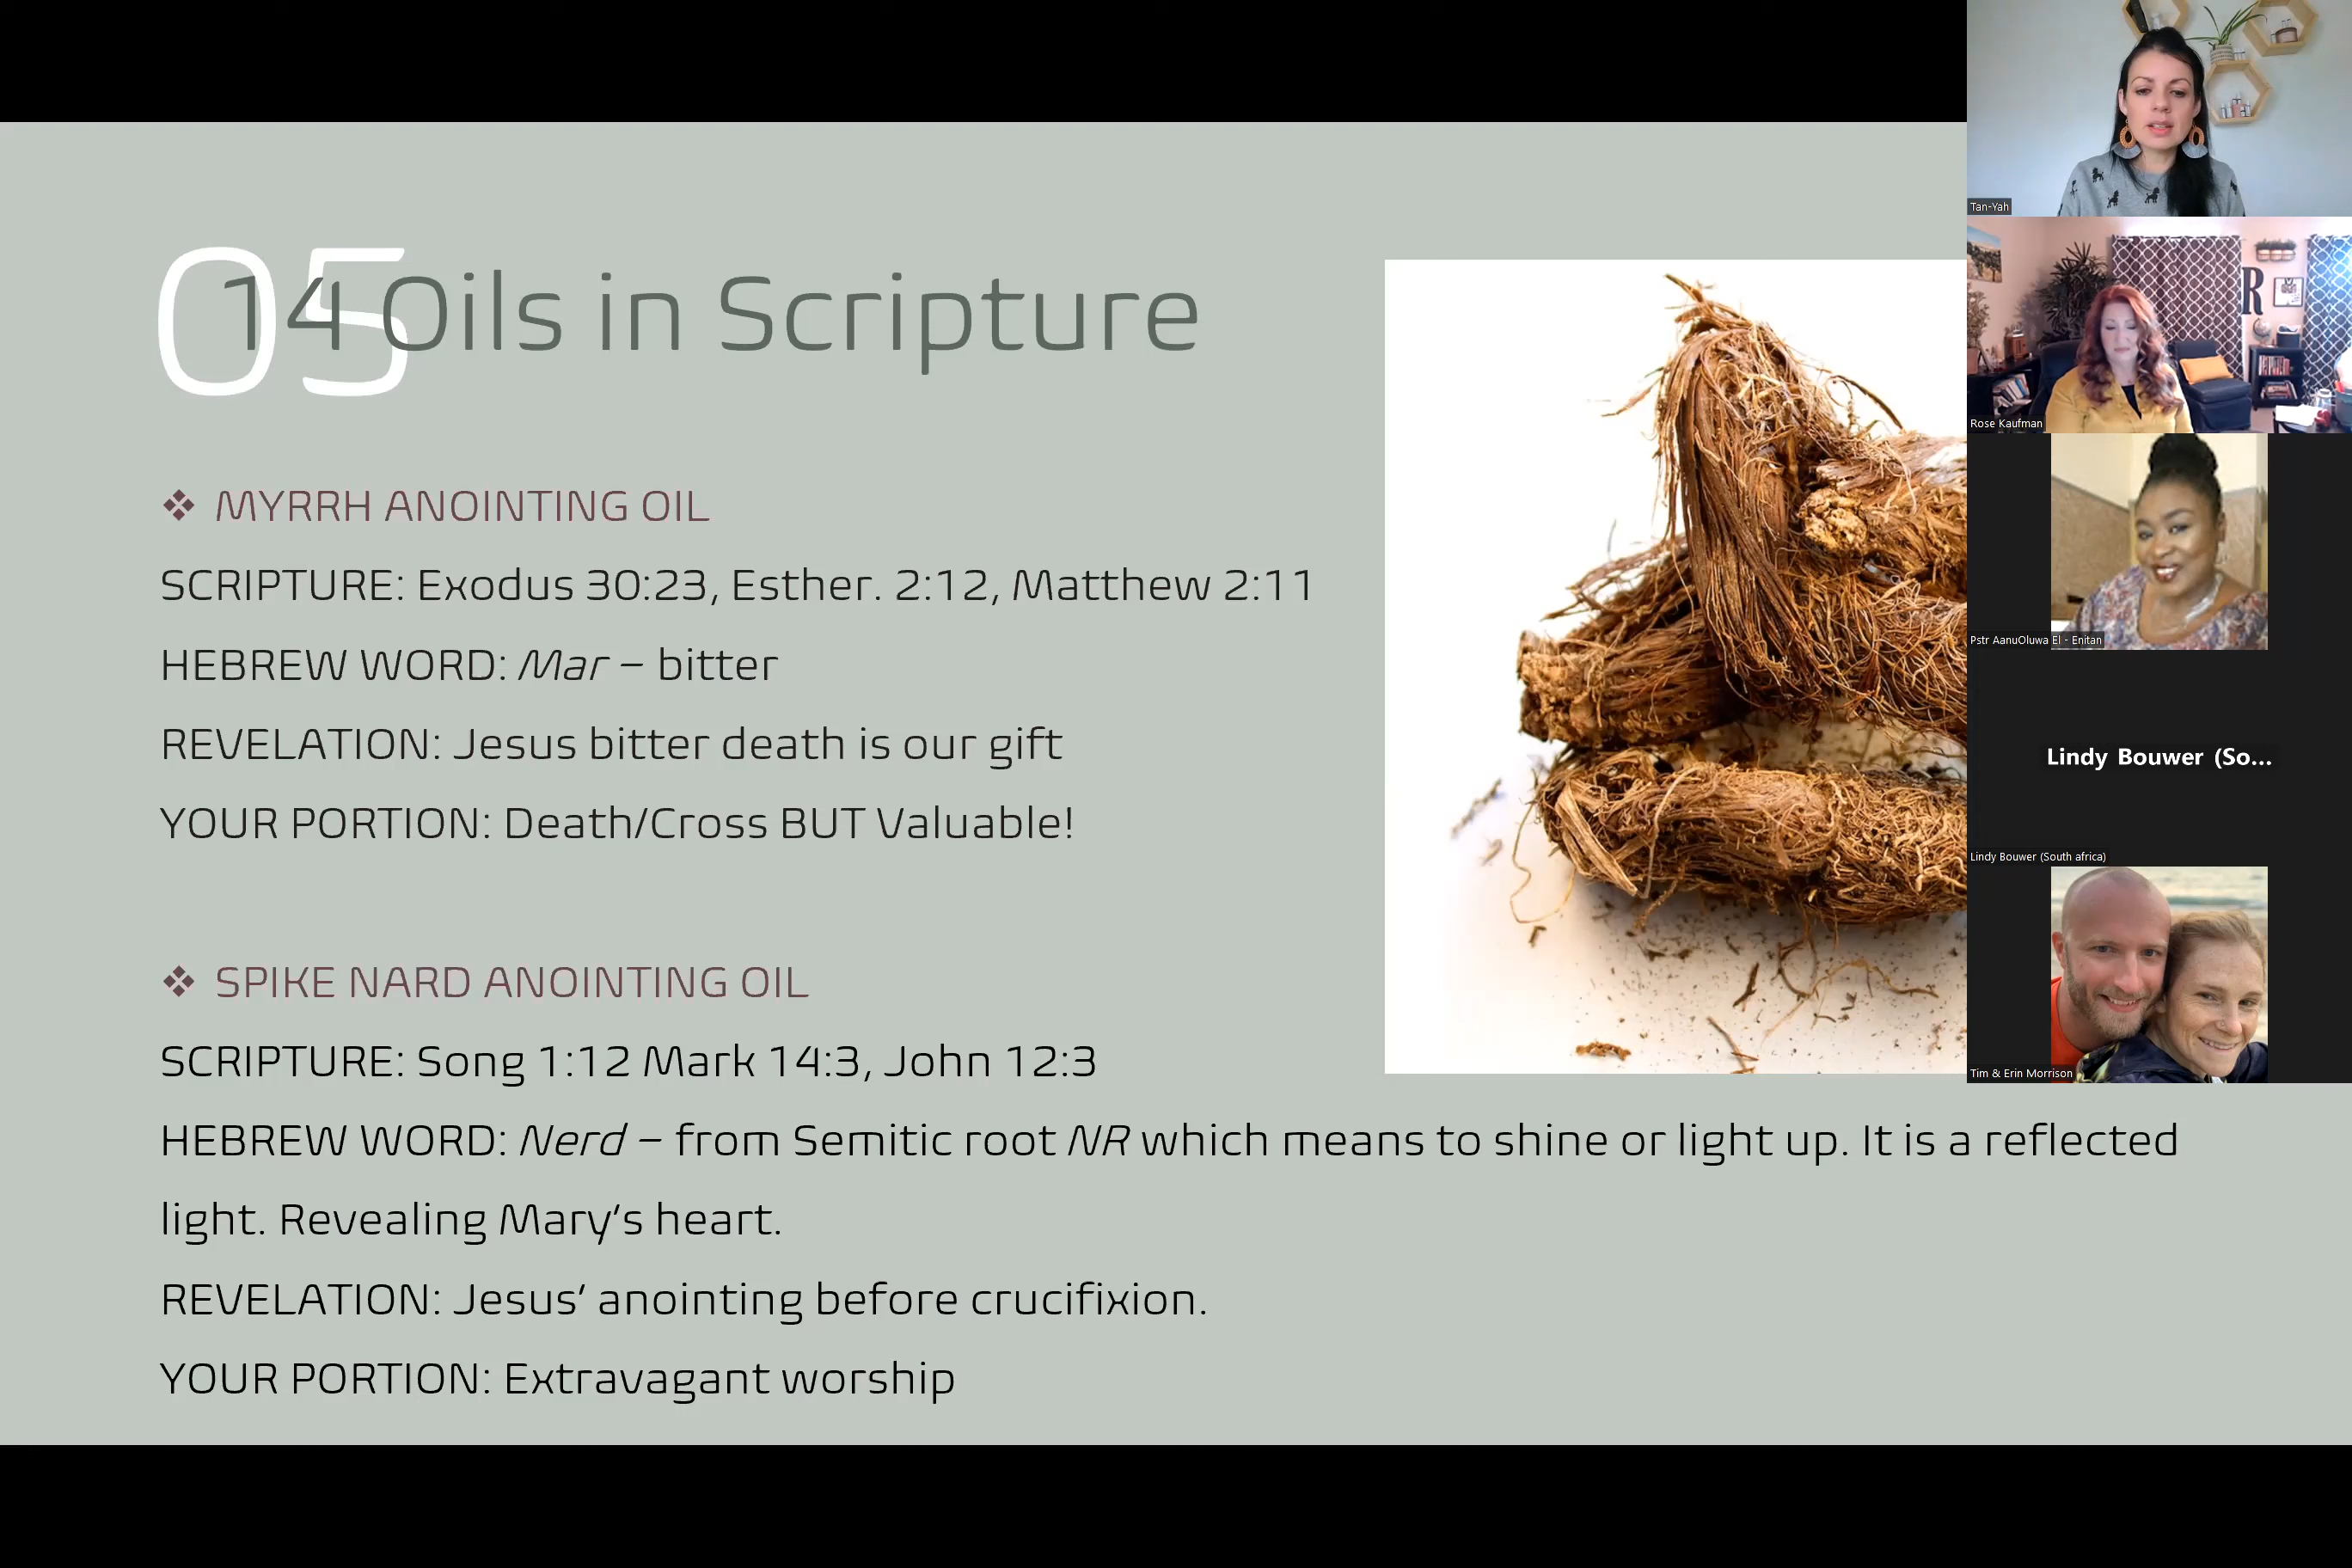 05
14 Oils in Scripture
❖ MYRRH ANOINTING OIL
SCRIPTURE: Exodus 30:23, Esther. 2:12, Matthew 2:11
HEBREW WORD: Mar – bitter
REVELATION: Jesus bitter death is our gift
YOUR PORTION: Death/Cross BUT Valuable!
❖ SPIKE NARD ANOINTING OIL
SCRIPTURE: Song 1:12 Mark 14:3, John 12:3
HEBREW WORD: Nerd – from Semitic root NR which means to shine or light up. It is a reflected
light. Revealing Mary's heart.
REVELATION: Jesus' anointing before crucifixion.
YOUR PORTION: Extravagant worship
Tan-Yah
R
Rose Kaufman
Pstr AanuOluwa El - Enitan
Lindy Bouwer (So...
Lindy Bouwer (South africa)
Tim & Erin Morrison